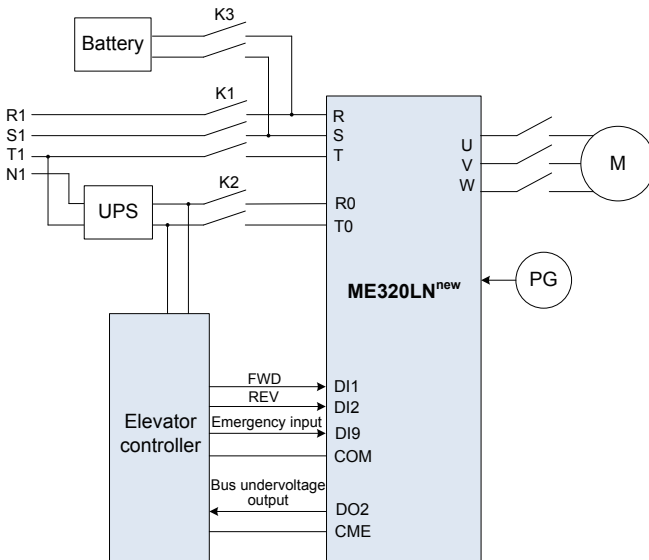 K3
Battery
K1
R1
S1
T1
N1
R
S
T
U
V
W
M
K2
UPS
R0
T0
ME320LNnew
PG
Elevator
controller
FWD
REV
Emergency input
DI1
DI2
DI9
COM
Bus undervoltage
output
DO2
CME